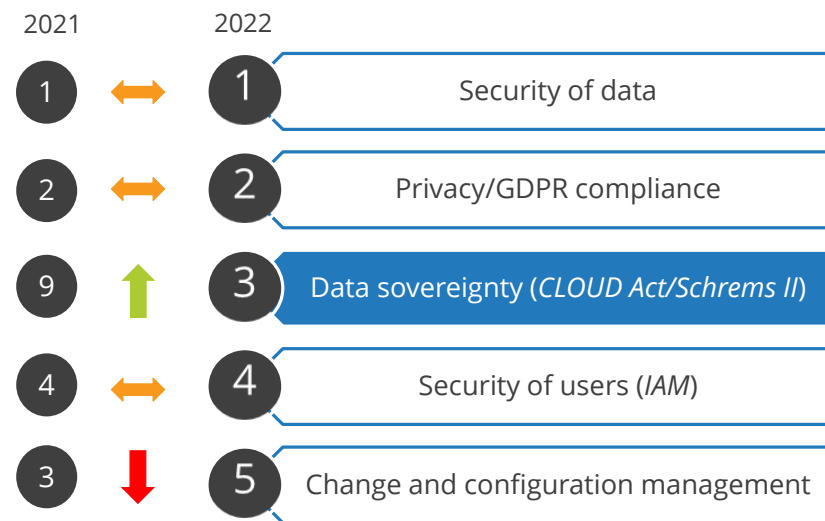 2021 2022
1 1 Security of data
2 2 Privacy/GDPR compliance
9 3 Data sovereignty (CLOUD Act/Schrems II)
4 4 Security of users (IAM)
3 5 Change and configuration management